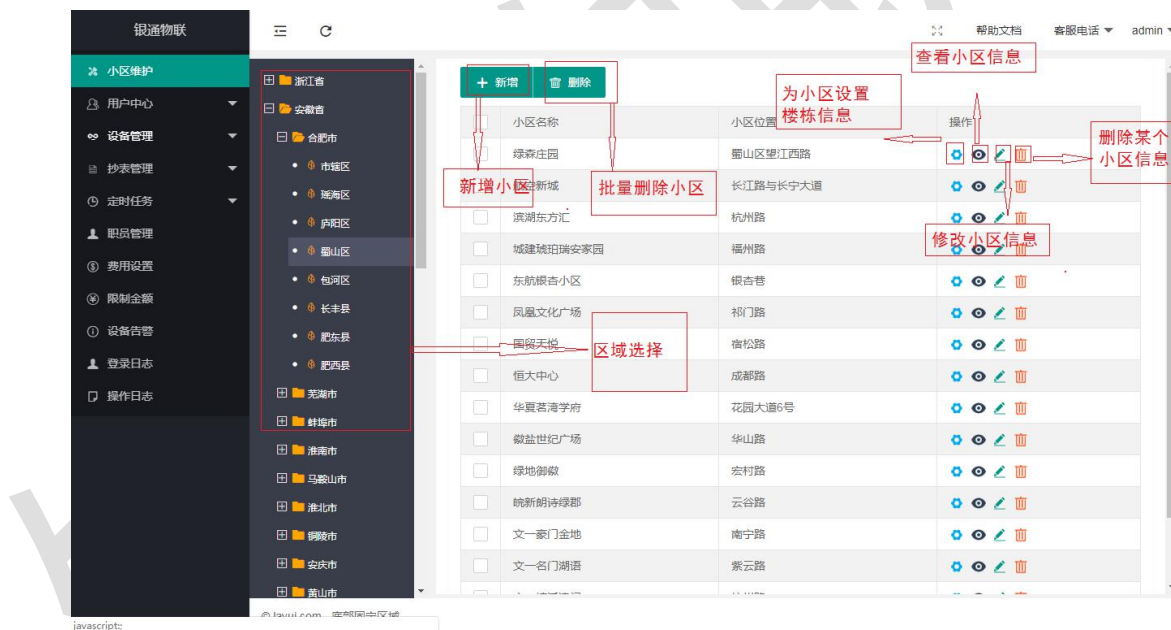 银通物联
帮助文档
客服电话
admin
查看小区信息
小区维护
用户中心
设备管理
抄表管理
定时任务
职员管理
费用设置
限制金额
设备告警
登录日志
操作日志
浙江省
安徽省
合肥市
市辖区
瑶海区
庐阳区
蜀山区
包河区
长丰县
肥东县
肥西县
芜湖市
蚌埠市
淮南市
马鞍山市
淮北市
铜陵市
安庆市
黄山市
新增
删除
为小区设置
楼栋信息
删除某个
小区信息
新增小区
批量删除小区
修改小区信息
区域选择
小区名称 小区位置 操作
绿森庄园 蜀山区望江西路
新城 长江路与长宁大道
滨湖东方汇 杭州路
城建琥珀瑞安家园 福州路
东航银杏小区 银杏巷
凤凰文化广场 祁门路
国贸天悦 宿松路
恒大中心 成都路
华夏茗湾学府 花园大道6号
徽盐世纪广场 华山路
绿地御徽 宏村路
皖新朗诗绿郡 云谷路
文一豪门金地 南宁路
文一名门湖语 紫云路
© layui.com
底部固定区域
javascript:;